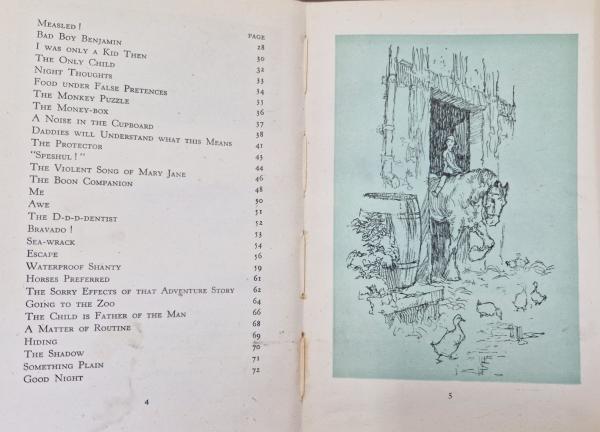 PAGE
Measled! 28
Bad Boy Benjamin 30
I was only a Kid Then 32
The Only Child 33
Night Thoughts 34
Food under False Pretences 35
The Monkey Puzzle 36
The Money-box 37
A Noise in the Cupboard 38
Daddies will Understand what this Means 41
The Protector 43
"Speshul!" 44
The Violent Song of Mary Jane 46
The Boon Companion 48
Me 50
Awe 51
The D-d-d-dentist 52
Bravado! 53
Sea-wrack 54
Escape 56
Waterproof Shanty 59
Horses Preferred 61
The Sorry Effects of that Adventure Story 62
Going to the Zoo 64
The Child is Father of the Man 66
A Matter of Routine 68
Hiding 69
The Shadow 70
Something Plain 71
Good Night 72
4
5